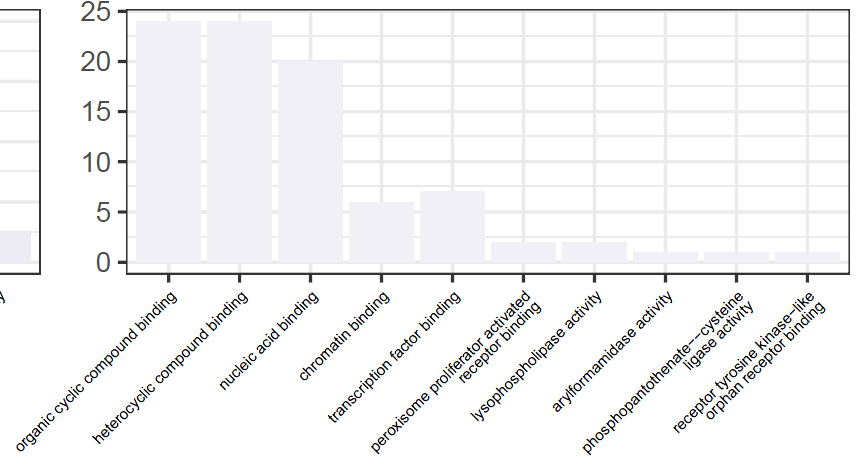 25
20
15
10
5
0
y
organic cyclic compound binding
heterocyclic compound binding
nucleic acid binding
chromatin binding
transcription factor binding
peroxisome proliferator activated
receptor binding
lysophospholipase activity
arylformamidase activity
phosphopantothenate−−cysteine
ligase activity
receptor tyrosine kinase−like
orphan receptor binding